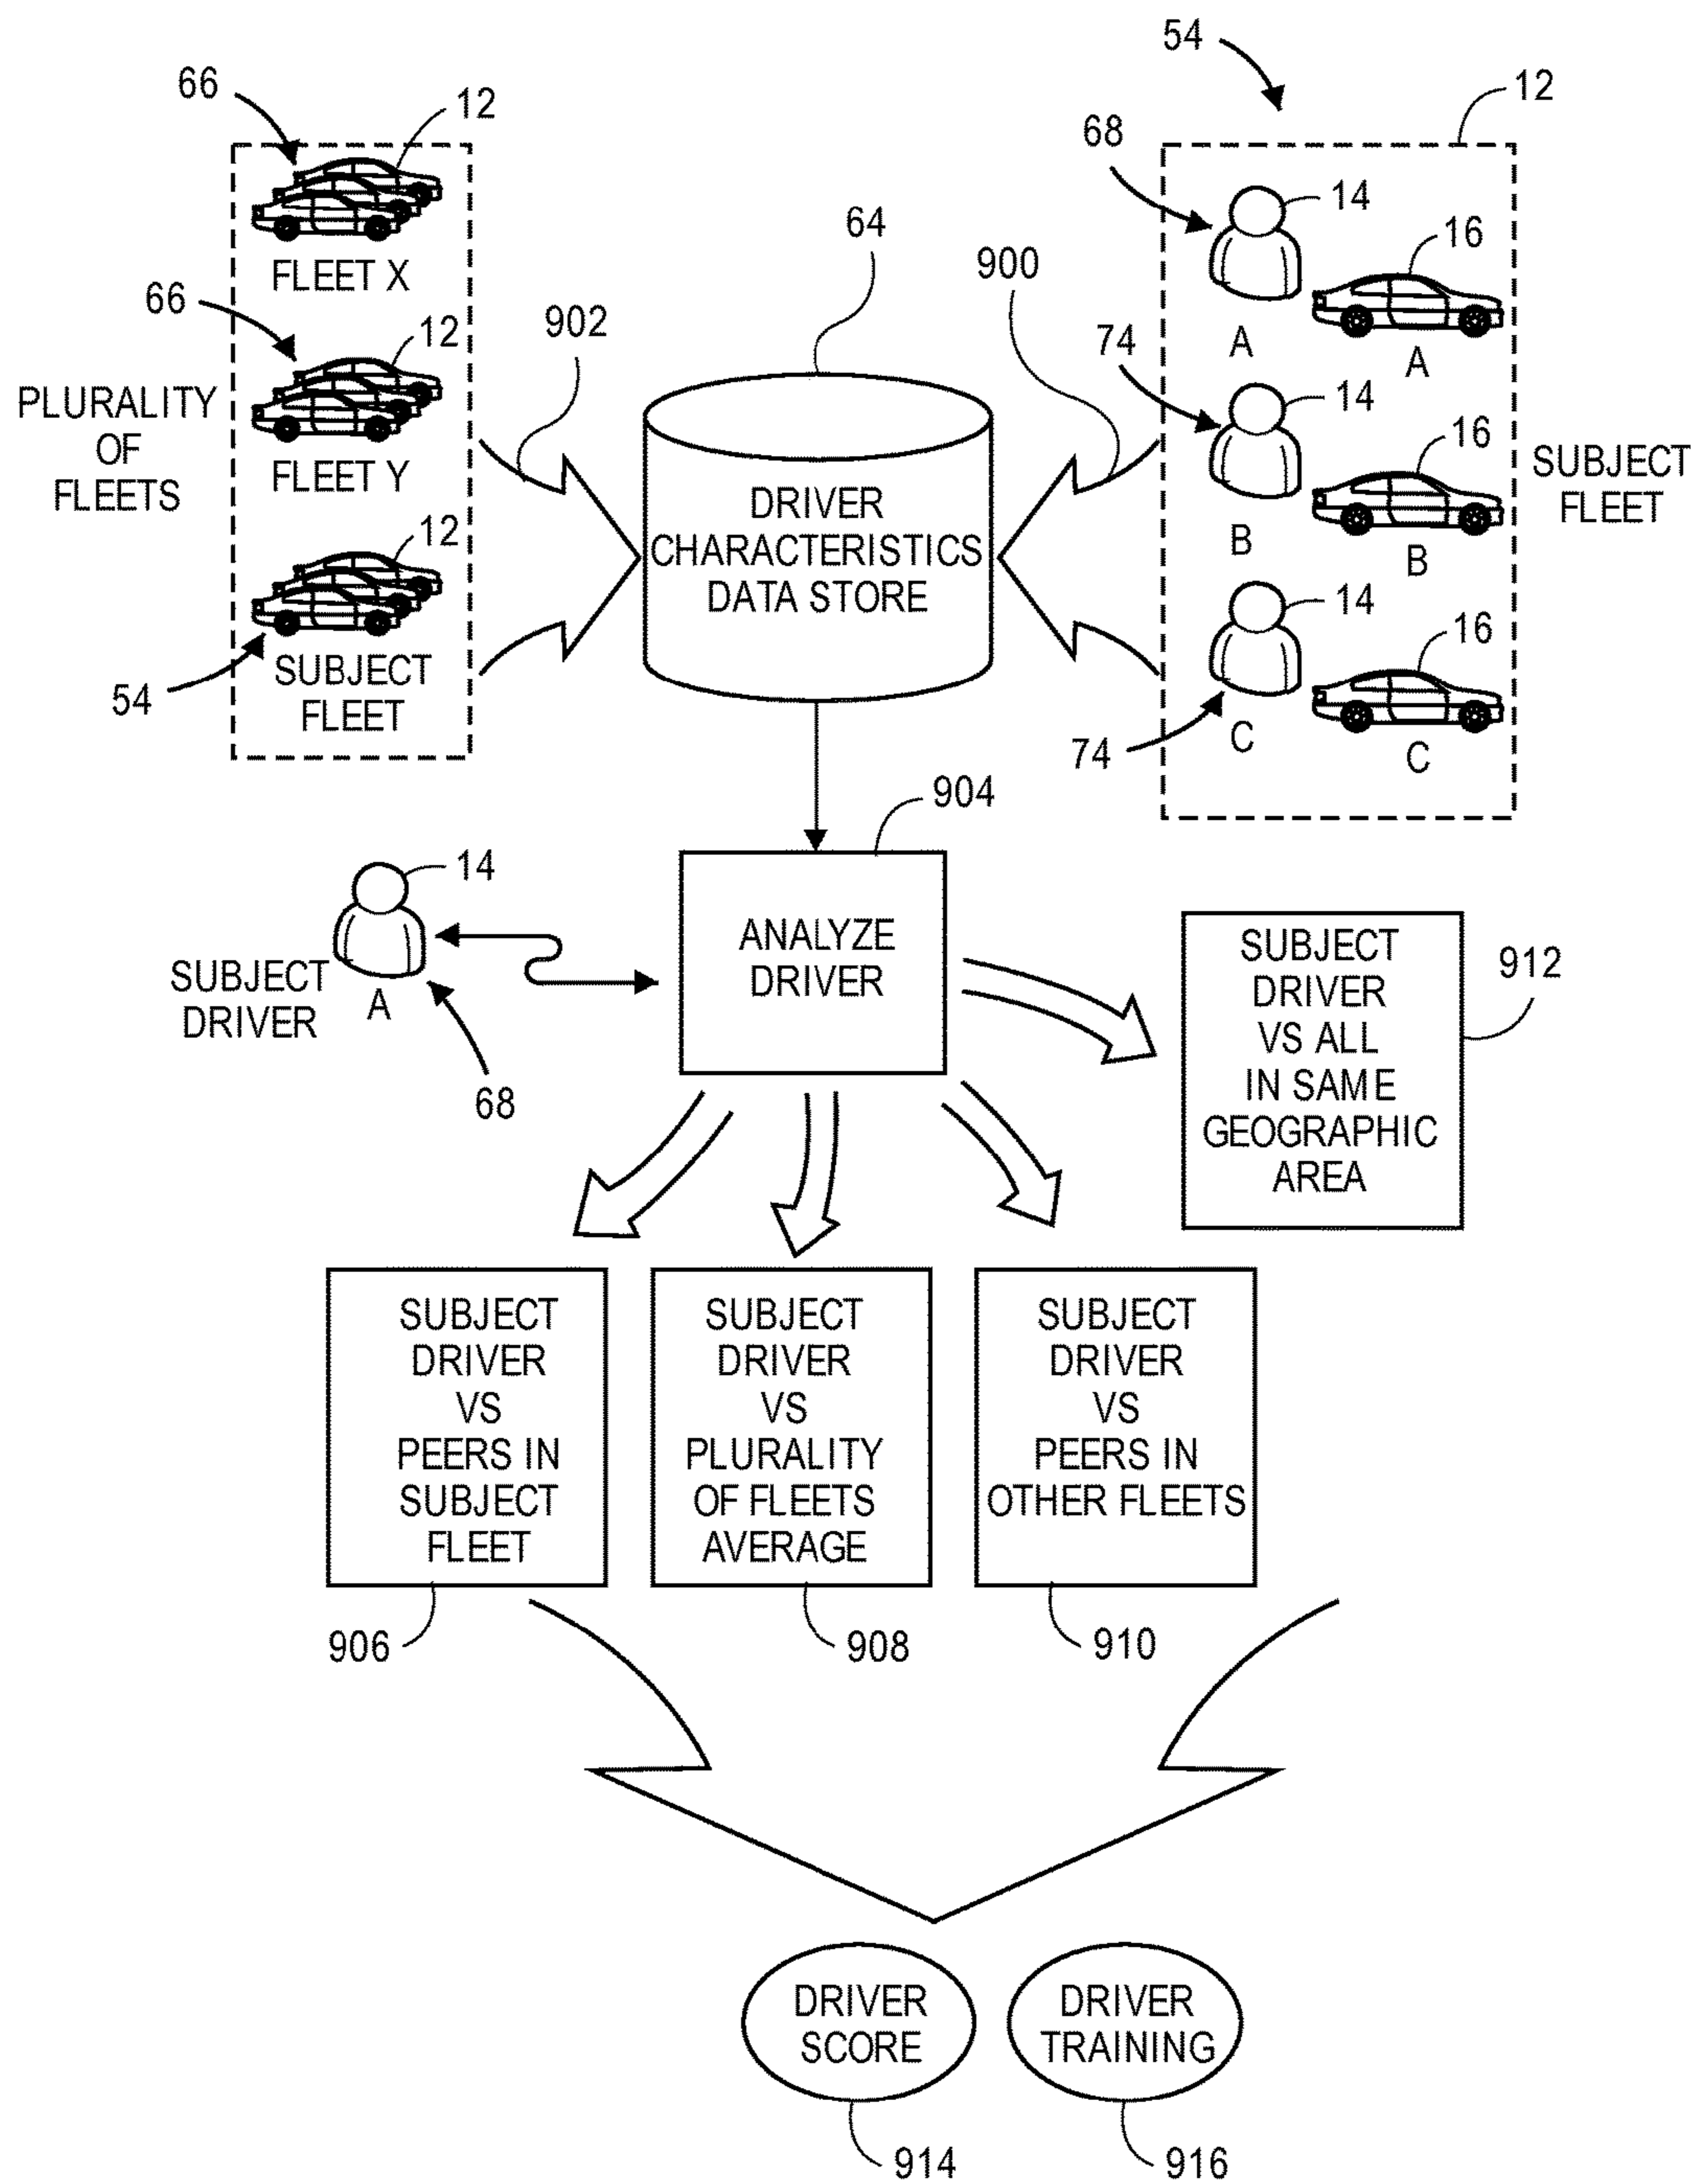 54
66
12
12
68
14
64
16
900
FLEET X
66
902
12
74
A
A
14
PLURALITY
OF
FLEETS
FLEET Y
16
SUBJECT
FLEET
DRIVER
CHARACTERISTICS
DATA STORE
12
B
B
14
16
SUBJECT
FLEET
54
74
C
C
904
14
ANALYZE
DRIVER
SUBJECT
DRIVER
A
68
SUBJECT
DRIVER
VS ALL
IN SAME
GEOGRAPHIC
AREA
912
SUBJECT
DRIVER
VS
PEERS IN
SUBJECT
FLEET
SUBJECT
DRIVER
VS
PLURALITY
OF FLEETS
AVERAGE
SUBJECT
DRIVER
VS
PEERS IN
OTHER FLEETS
906
908
910
DRIVER
SCORE
DRIVER
TRAINING
914
916